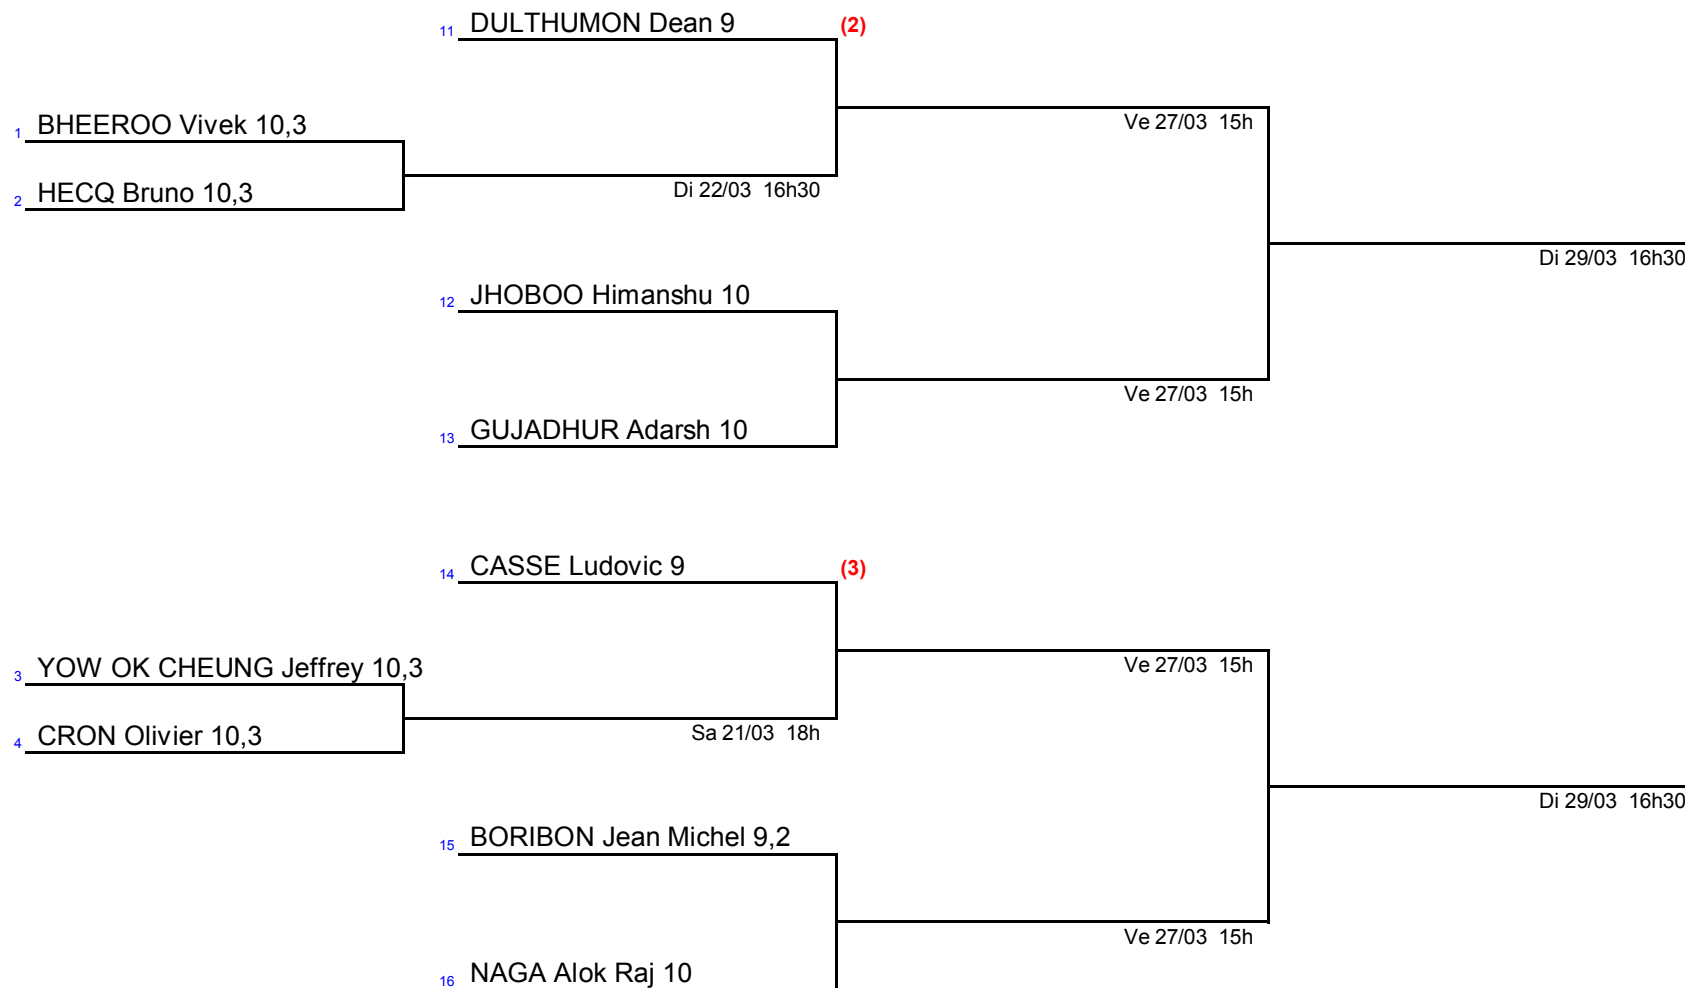 11 DULTHUMON Dean 9 (2)
Ve 27/03 15h
1 BHEEROO Vivek 10,3
2 HECQ Bruno 10,3
Di 22/03 16h30
Di 29/03 16h30
12 JHOBOO Himanshu 10
Ve 27/03 15h
13 GUJADHUR Adarsh 10
14 CASSE Ludovic 9 (3)
Ve 27/03 15h
3 YOW OK CHEUNG Jeffrey 10,3
4 CRON Olivier 10,3
Sa 21/03 18h
Di 29/03 16h30
15 BORIBON Jean Michel 9,2
Ve 27/03 15h
16 NAGA Alok Raj 10